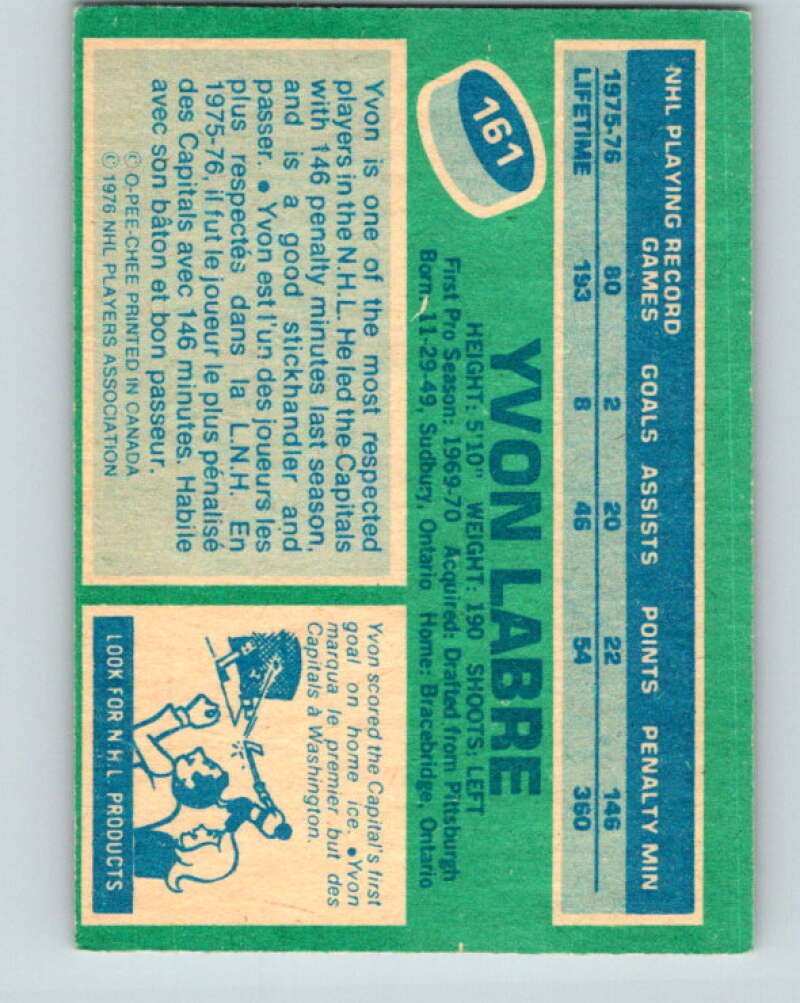 NHL PLAYING RECORD
GAMES GOALS ASSISTS POINTS PENALTY MIN
1975-76 80 2 20 22 146
LIFETIME 193 8 46 54 360
161
YVON LABRE
HEIGHT: 5'10" WEIGHT: 190 SHOOTS: LEFT
First Pro Season: 1969-70 Acquired: Drafted from Pittsburgh
Born: 11-29-49, Sudbury, Ontario Home: Bracebridge, Ontario
Yvon is one of the most respected
players in the N.H.L. He led the Capitals
with 146 penalty minutes last season,
and is a good stickhandler and
passer. ● Yvon est l'un des joueurs les
plus respectés dans la L.N.H. En
1975-76, il fut le joueur le plus pénalisé
des Capitals avec 146 minutes. Habile
avec son bâton et bon passeur.
© O-PEE-CHEE PRINTED IN CANADA
© 1976 NHL PLAYERS ASSOCIATION
Yvon scored the Capital's first
goal on home ice. ● Yvon
marqua le premier but des
Capitals à Washington.
LOOK FOR N.H.L. PRODUCTS